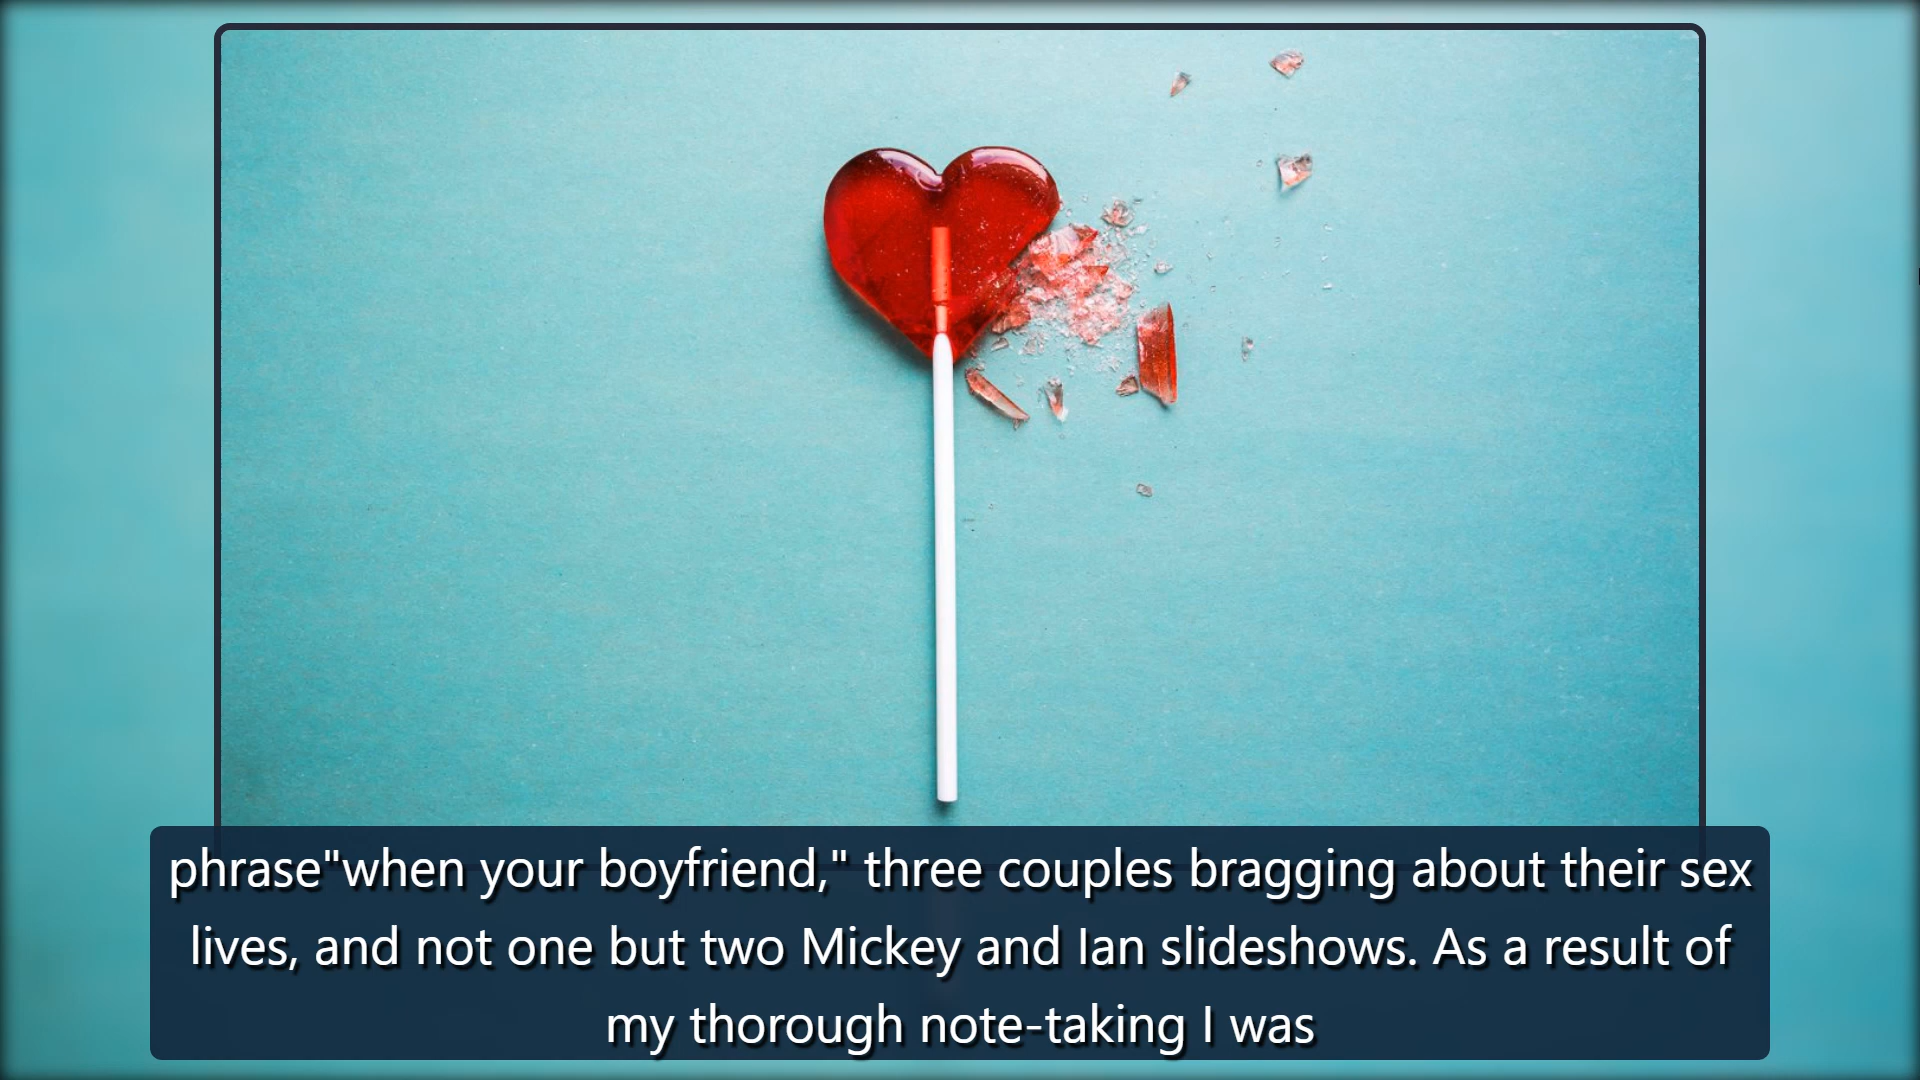 phrase"when your boyfriend," three couples bragging about their sex
lives, and not one but two Mickey and Ian slideshows. As a result of
my thorough note-taking I was